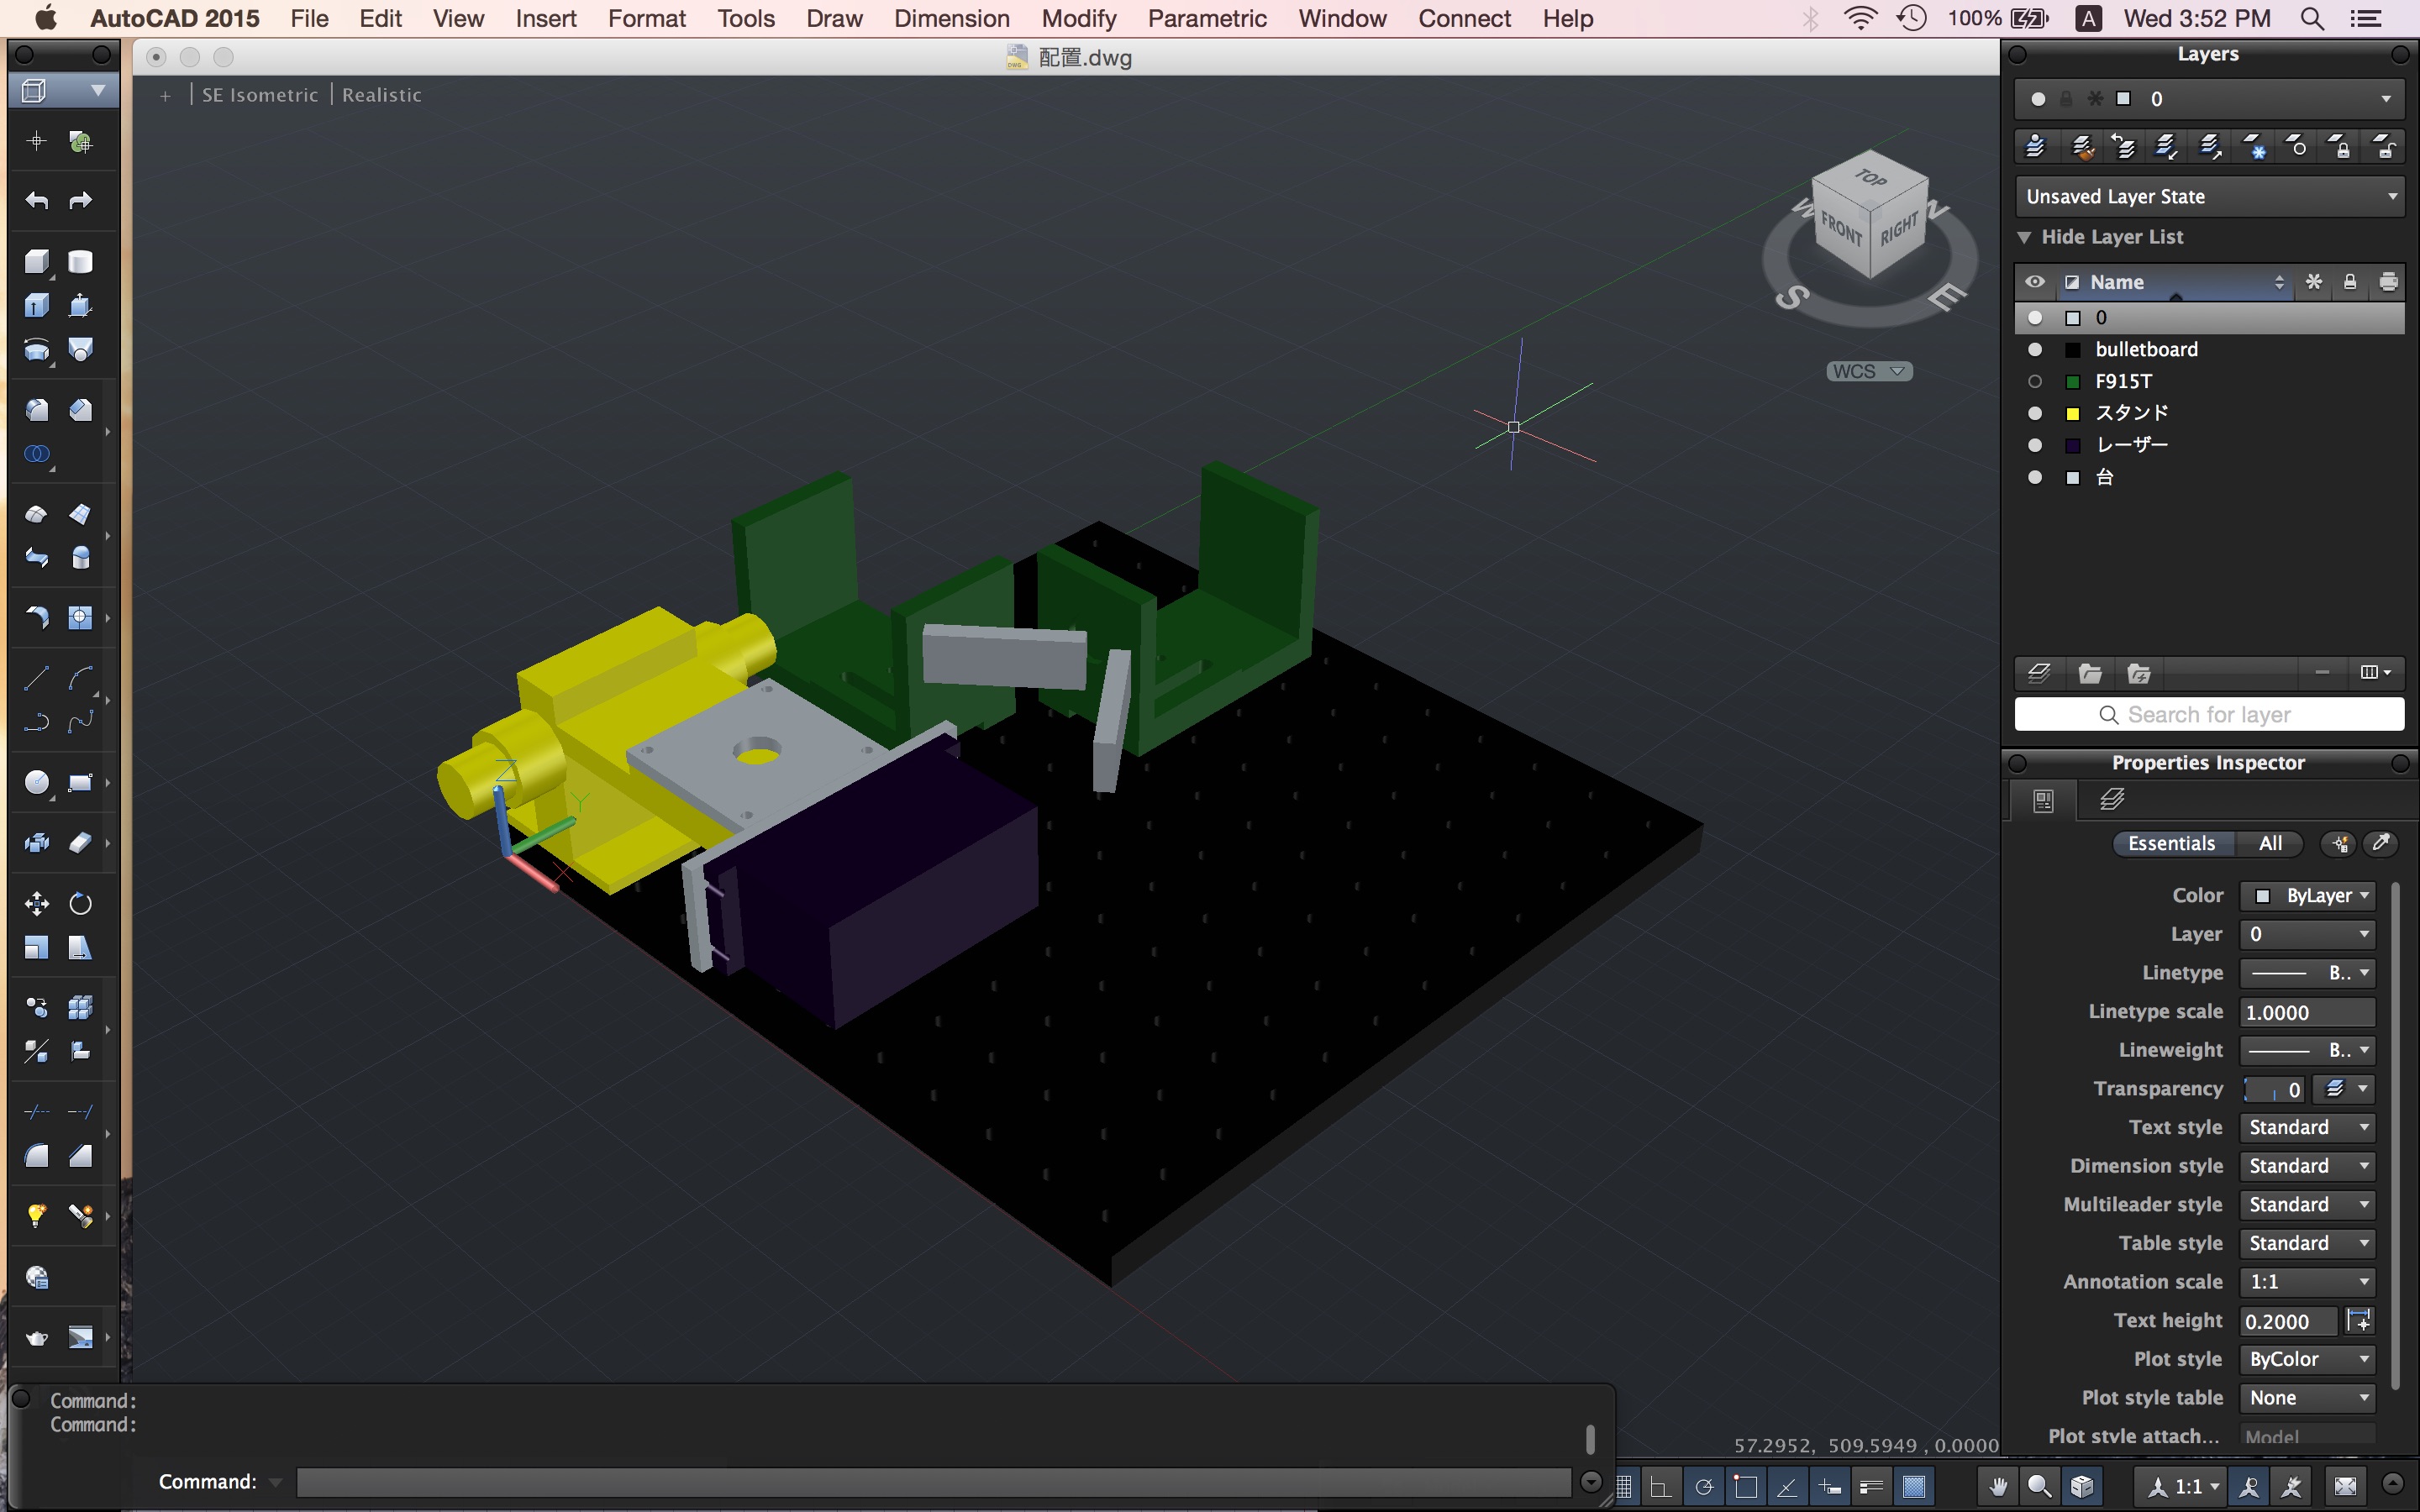 AutoCAD 2015 File Edit View Insert Format Tools Draw Dimension Modify Parametric Window Connect Help 100% A Wed 3:52 PM
配置.dwg
+ SE Isometric Realistic
TOP
FRONT RIGHT
W N
S E
WCS
Z
Y
X
Layers
0
Unsaved Layer State
Hide Layer List
Name
0
bulletboard
F915T
スタンド
レーザー
台
Search for layer
Properties Inspector
Essentials All
Color ByLayer
Layer 0
Linetype B..
Linetype scale 1.0000
Lineweight B..
Transparency 0
Text style Standard
Dimension style Standard
Multileader style Standard
Table style Standard
Annotation scale 1:1
Text height 0.2000
Plot style ByColor
Plot style table None
Plot style attach... Model
Command:
Command:
Command:
57.2952, 509.5949 , 0.0000
1:1